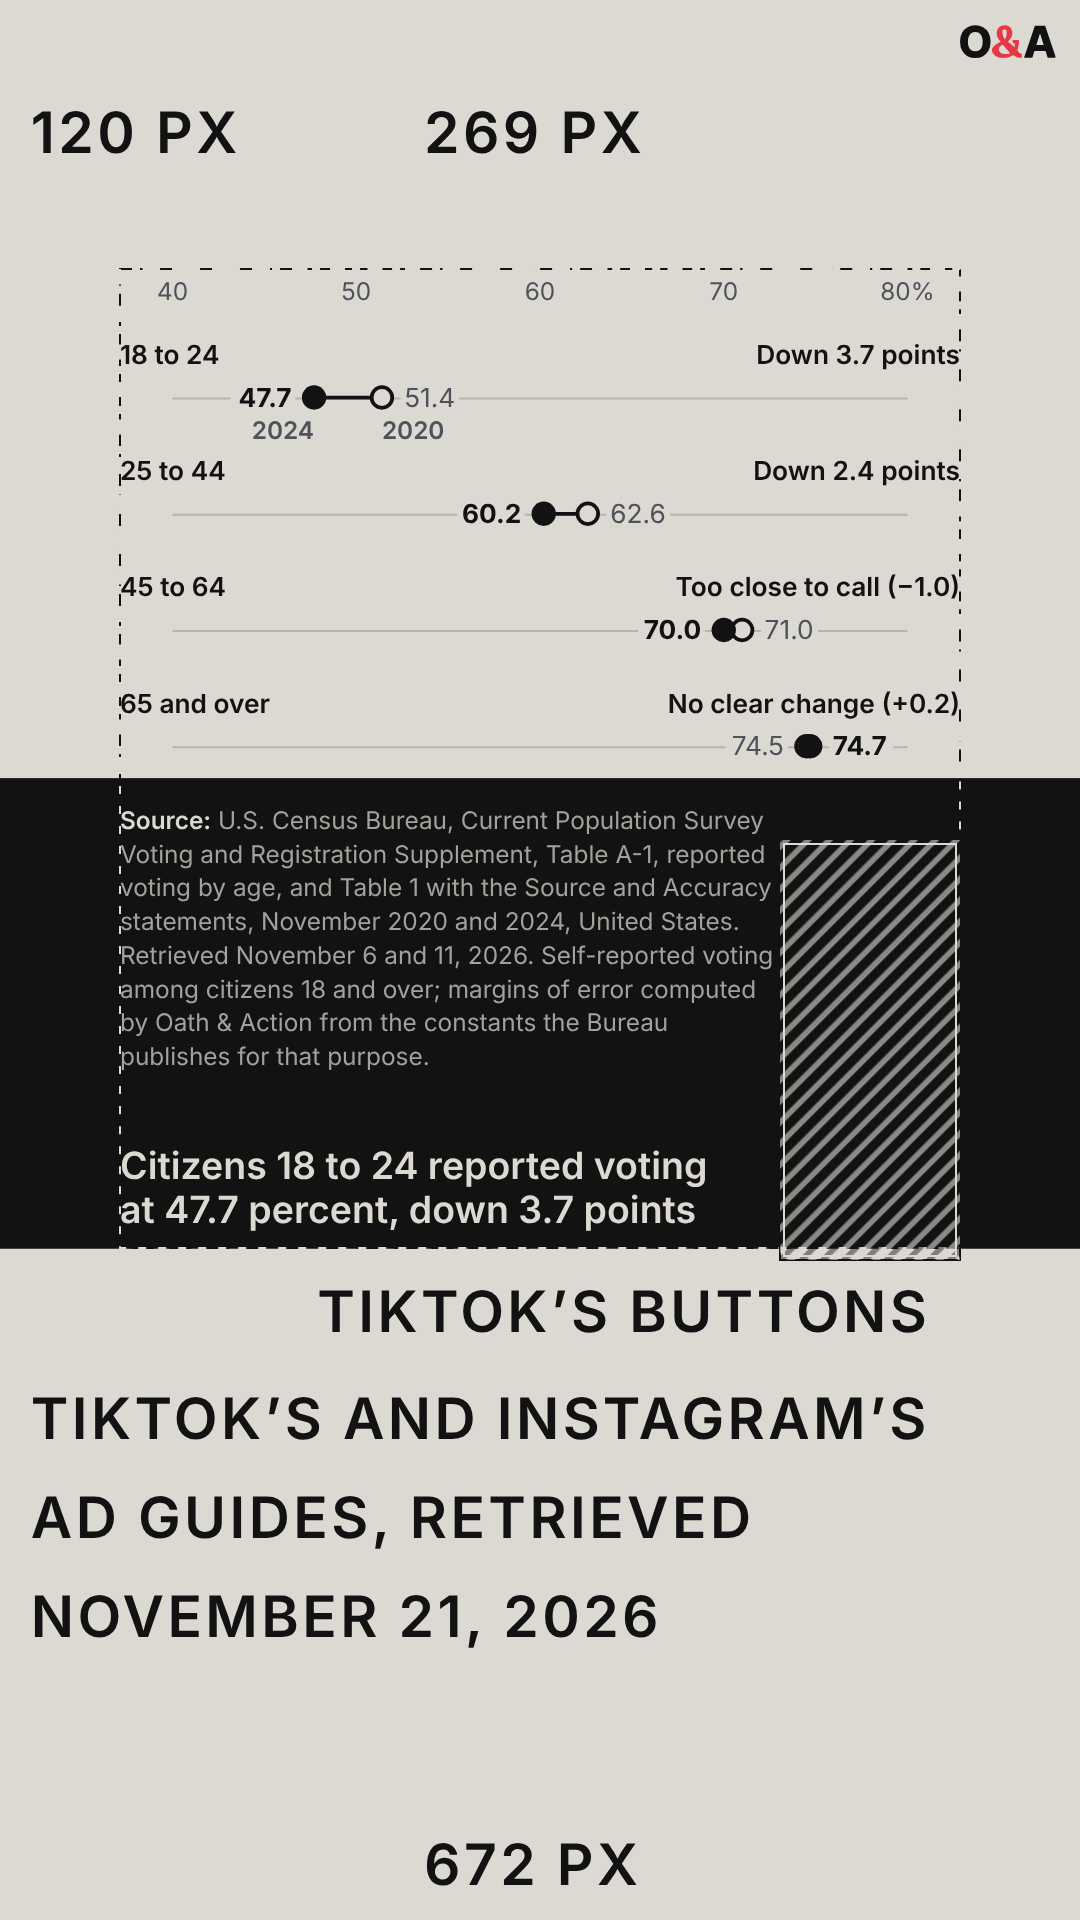 O&A
120 PX
269 PX
40 50 60 70 80%
18 to 24 Down 3.7 points
47.7 51.4
2024 2020
25 to 44 Down 2.4 points
60.2 62.6
45 to 64 Too close to call (−1.0)
70.0 71.0
65 and over No clear change (+0.2)
74.5 74.7
Source: U.S. Census Bureau, Current Population Survey
Voting and Registration Supplement, Table A-1, reported
voting by age, and Table 1 with the Source and Accuracy
statements, November 2020 and 2024, United States.
Retrieved November 6 and 11, 2026. Self-reported voting
among citizens 18 and over; margins of error computed
by Oath & Action from the constants the Bureau
publishes for that purpose.
Citizens 18 to 24 reported voting
at 47.7 percent, down 3.7 points
TIKTOK’S BUTTONS
TIKTOK’S AND INSTAGRAM’S
AD GUIDES, RETRIEVED
NOVEMBER 21, 2026
672 PX